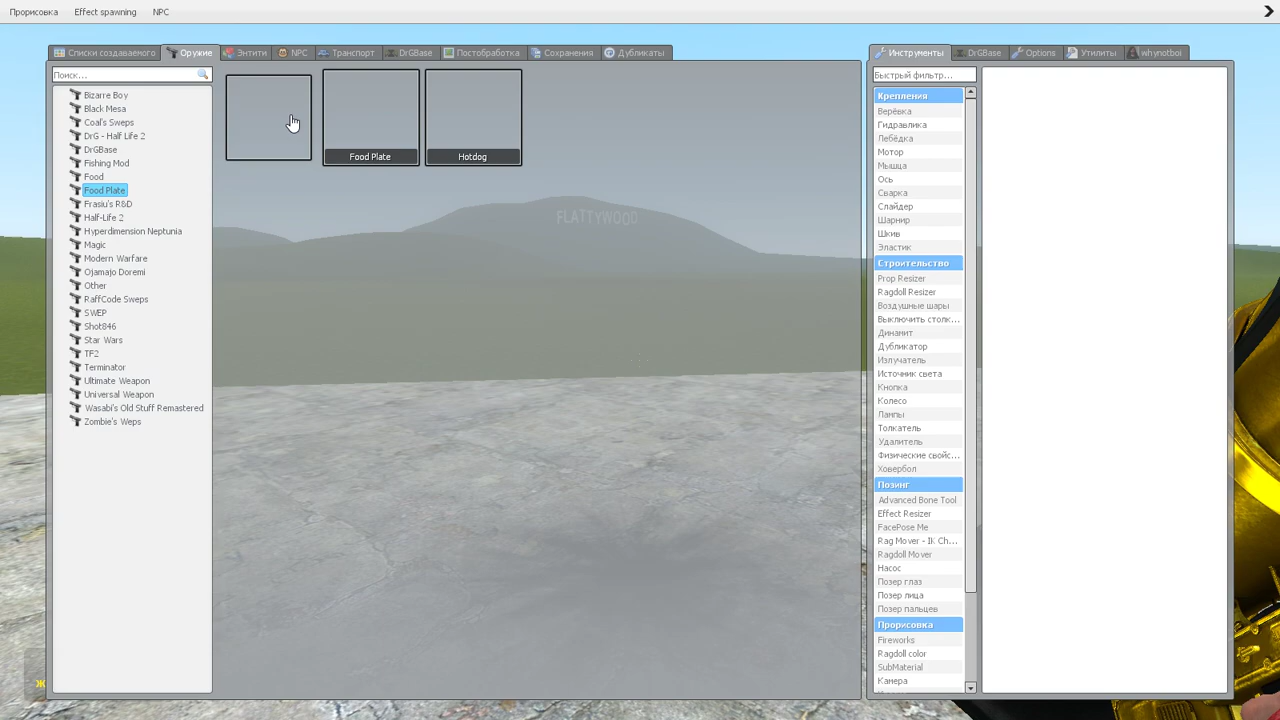 Прорисовка Effect spawning NPC
Списки создаваемого Оружие Энтити NPC Транспорт DrGBase Постобработка Сохранения Дубликаты
Поиск...
Bizarre Boy
Black Mesa
Coal's Sweps
DrG - Half Life 2
DrGBase
Fishing Mod
Food
Food Plate
Frasiu's R&D
Half-Life 2
Hyperdimension Neptunia
Magic
Modern Warfare
Ojamajo Doremi
Other
RaffCode Sweps
SWEP
Shot846
Star Wars
TF2
Terminator
Ultimate Weapon
Universal Weapon
Wasabi's Old Stuff Remastered
Zombie's Weps
Food Plate
Hotdog
FLATTYWOOD
Инструменты DrGBase Options Утилиты whynotboi
Быстрый фильтр...
Крепления
Верёвка
Гидравлика
Лебёдка
Мотор
Мышца
Ось
Сварка
Слайдер
Шарнир
Шкив
Эластик
Строительство
Prop Resizer
Ragdoll Resizer
Воздушные шары
Выключить столк...
Динамит
Дубликатор
Излучатель
Источник света
Кнопка
Колесо
Лампы
Толкатель
Удалитель
Физические свойс...
Ховербол
Позинг
Advanced Bone Tool
Effect Resizer
FacePose Me
Rag Mover - IK Ch...
Ragdoll Mover
Насос
Позер глаз
Позер лица
Позер пальцев
Прорисовка
Fireworks
Ragdoll color
SubMaterial
Камера